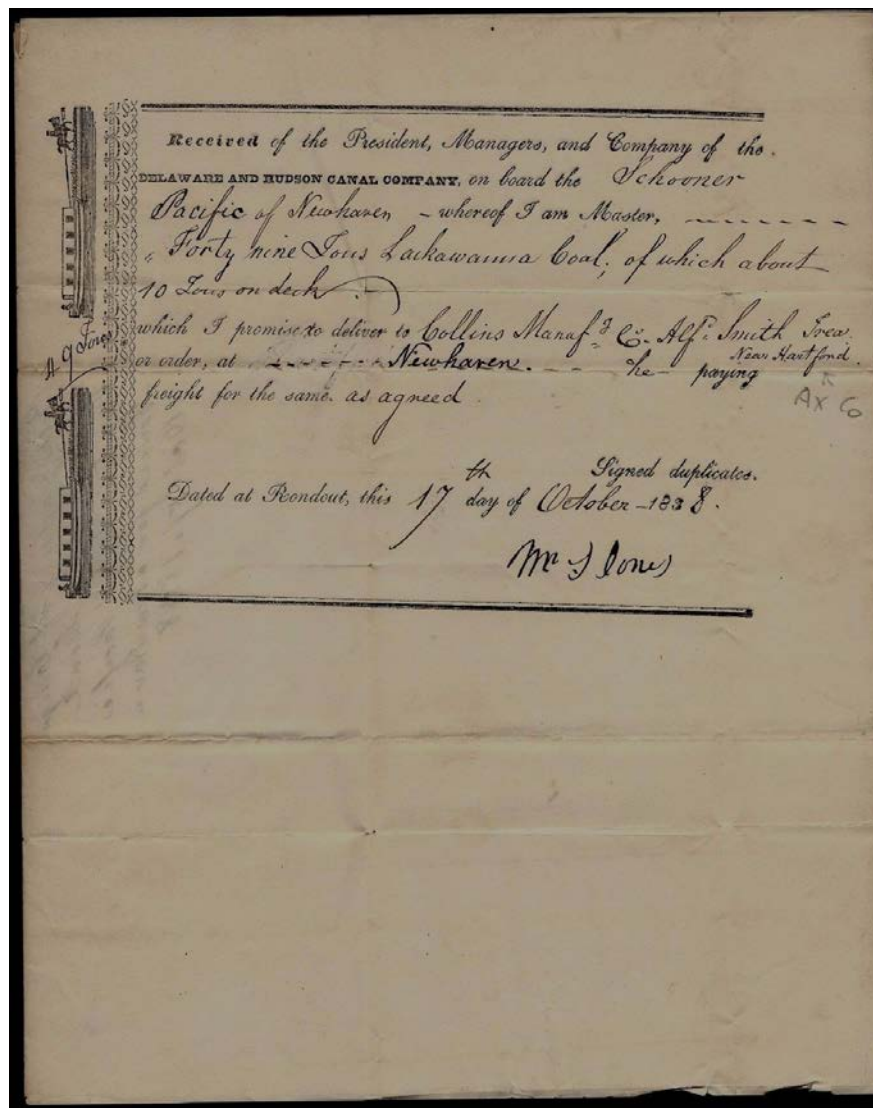 Received of the President, Managers, and Company of the
DELAWARE AND HUDSON CANAL COMPANY, on board the Schooner
Pacific of Newhaven - whereof I am Master,
Forty nine Tons Lackawanna Coal, of which about
10 Tons on deck
which I promise to deliver to Collins Manufg Co. Alfd. Smith Trea.
New Hartford.
or order, at Newhaven. he paying
freight for the same. as agreed.
Ax Co
Signed duplicates.
Dated at Rondout, this 17th day of October - 1838.
Wm Jones
49 Tons